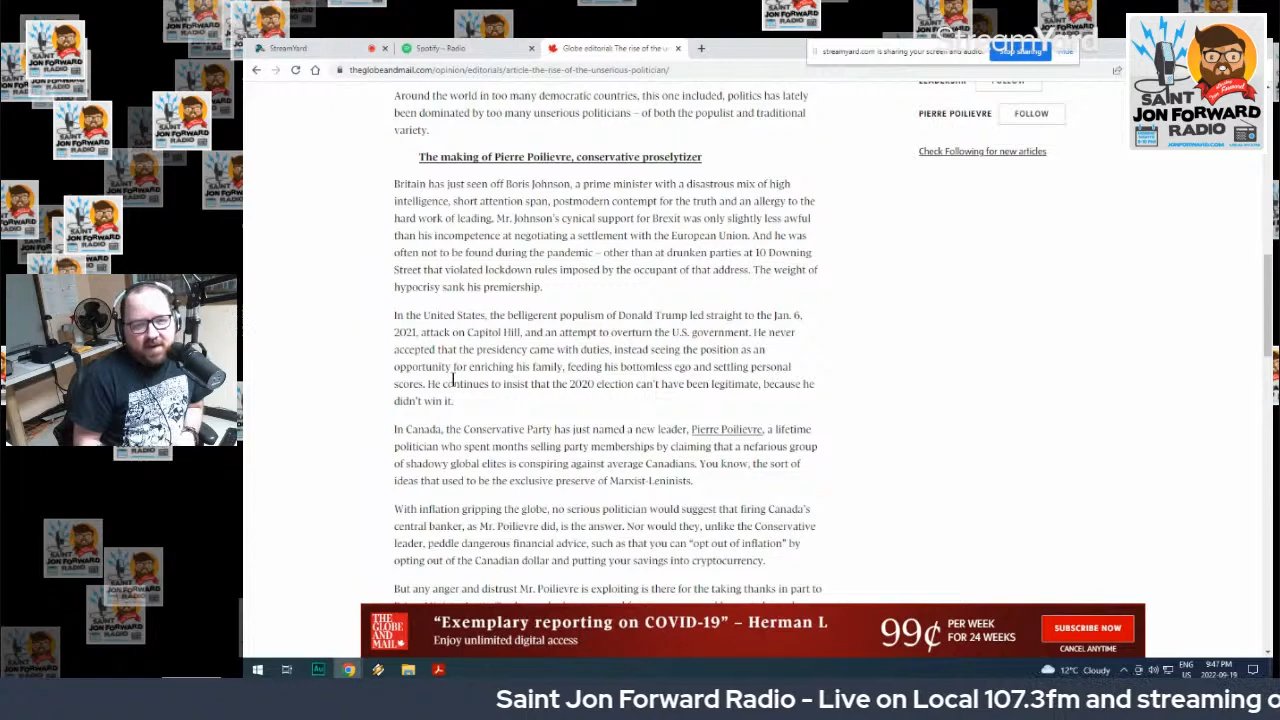 StreamYard
Spotify – Radio
Globe editorial: The rise of the u
StreamYard
streamyard.com is sharing your screen and audio.
Stop sharing
Hide
theglobeandmail.com/opinion/editorials/article-the-rise-of-the-unserious-politician/
SAINT
JON FORWARD
RADIO
JONFORWARD.COM
Around the world in too many democratic countries, this one included, politics has lately
been dominated by too many unserious politicians – of both the populist and traditional
variety.
The making of Pierre Poilievre, conservative proselytizer
Britain has just seen off Boris Johnson, a prime minister with a disastrous mix of high
intelligence, short attention span, postmodern contempt for the truth and an allergy to the
hard work of leading. Mr. Johnson's cynical support for Brexit was only slightly less awful
than his incompetence at negotiating a settlement with the European Union. And he was
often not to be found during the pandemic – other than at drunken parties at 10 Downing
Street that violated lockdown rules imposed by the occupant of that address. The weight of
hypocrisy sank his premiership.
In the United States, the belligerent populism of Donald Trump led straight to the Jan. 6,
2021, attack on Capitol Hill, and an attempt to overturn the U.S. government. He never
accepted that the presidency came with duties, instead seeing the position as an
opportunity for enriching his family, feeding his bottomless ego and settling personal
scores. He continues to insist that the 2020 election can't have been legitimate, because he
didn't win it.
In Canada, the Conservative Party has just named a new leader, Pierre Poilievre, a lifetime
politician who spent months selling party memberships by claiming that a nefarious group
of shadowy global elites is conspiring against average Canadians. You know, the sort of
ideas that used to be the exclusive preserve of Marxist-Leninists.
With inflation gripping the globe, no serious politician would suggest that firing Canada's
central banker, as Mr. Poilievre did, is the answer. Nor would they, unlike the Conservative
leader, peddle dangerous financial advice, such as that you can “opt out of inflation” by
opting out of the Canadian dollar and putting your savings into cryptocurrency.
But any anger and distrust Mr. Poilievre is exploiting is there for the taking thanks in part to
LEADERSHIP
FOLLOW
PIERRE POILIEVRE
FOLLOW
Check Following for new articles
THE
GLOBE
AND
MAIL
“Exemplary reporting on COVID-19” – Herman L
Enjoy unlimited digital access
99¢ PER WEEK
FOR 24 WEEKS
SUBSCRIBE NOW
CANCEL ANYTIME
12°C Cloudy
ENG
US
9:47 PM
2022-09-19
Saint Jon Forward Radio - Live on Local 107.3fm and streaming o